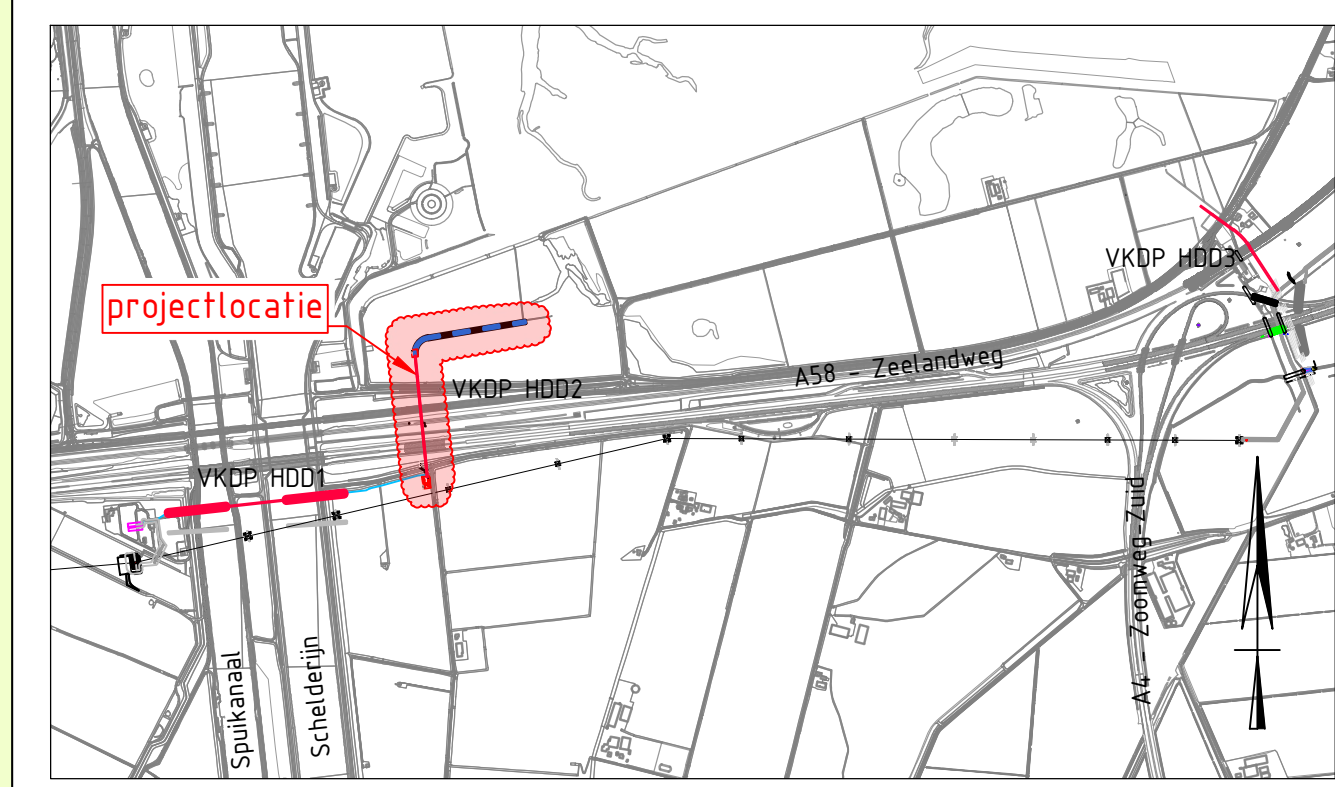 VKDP HDD3
projectlocatie
A58 - Zeelandweg
VKDP HDD2
VKDP HDD1
A4 - Zoomweg-Zuid
Spuikanaal
Schelderijn